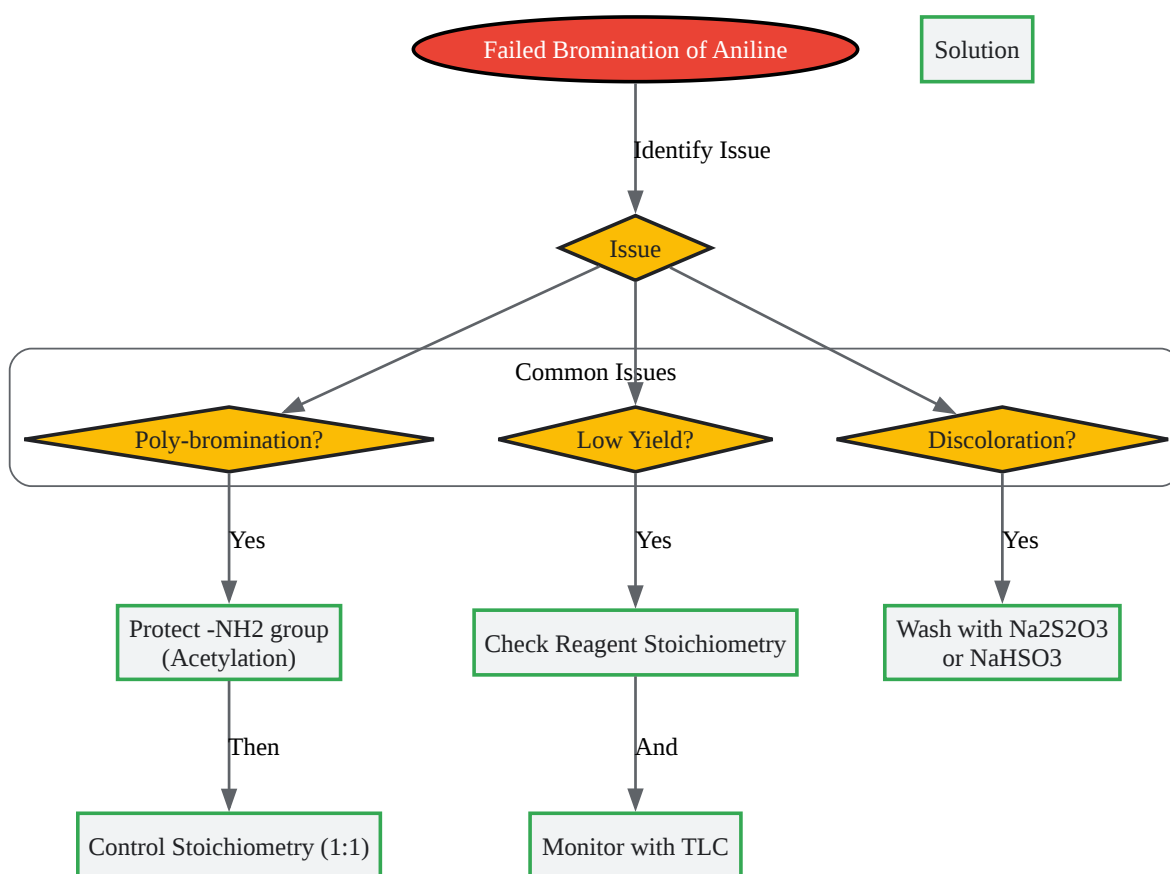 Failed Bromination of Aniline
Solution
Identify Issue
Issue
Common Issues
Poly-bromination?
Low Yield?
Discoloration?
Yes
Yes
Yes
Protect -NH2 group
(Acetylation)
Check Reagent Stoichiometry
Wash with Na2S2O3
or NaHSO3
Then
And
Control Stoichiometry (1:1)
Monitor with TLC